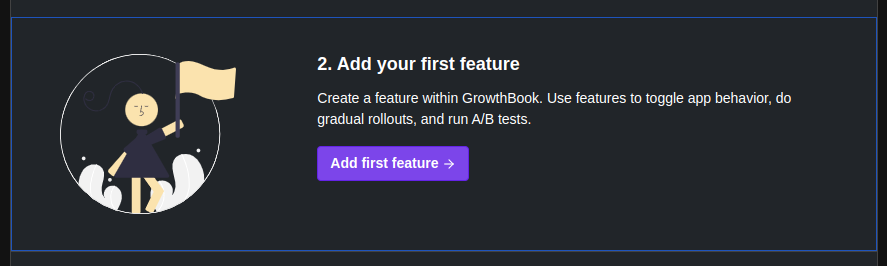 2. Add your first feature
Create a feature within GrowthBook. Use features to toggle app behavior, do
gradual rollouts, and run A/B tests.
Add first feature →